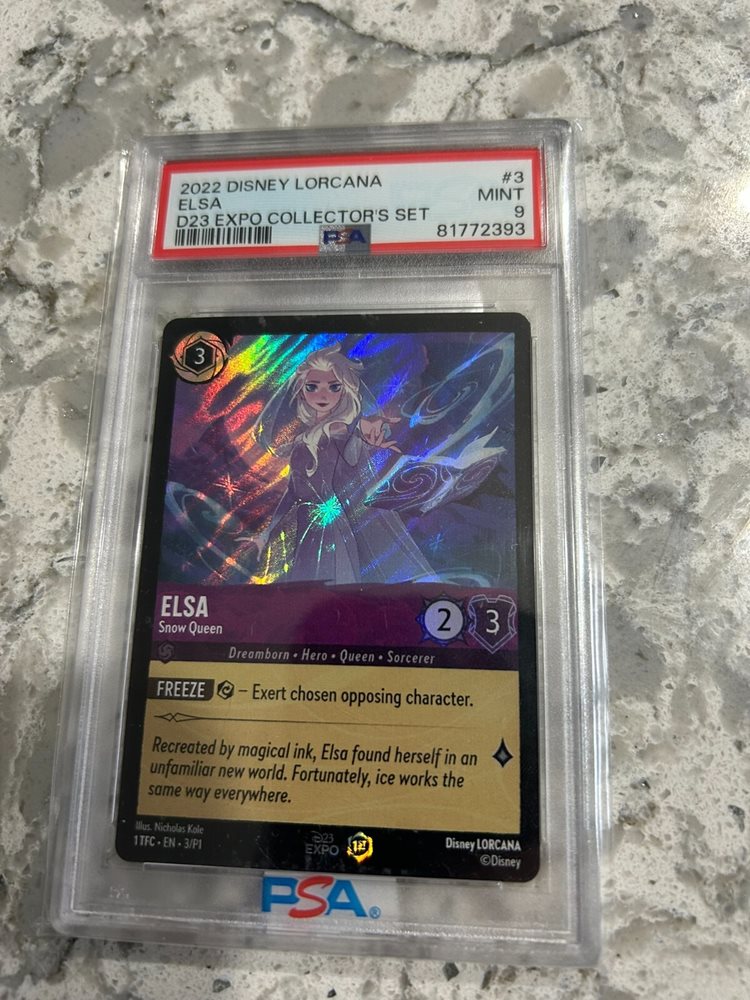 2022 DISNEY LORCANA #3
ELSA MINT
D23 EXPO COLLECTOR'S SET 9
PSA 81772393
3
ELSA
Snow Queen
2 3
Dreamborn • Hero • Queen • Sorcerer
FREEZE – Exert chosen opposing character.
Recreated by magical ink, Elsa found herself in an
unfamiliar new world. Fortunately, ice works the
same way everywhere.
Illus. Nicholas Kole
1TFC • EN • 3/P1
D23
EXPO
1ST
Disney LORCANA
©Disney
PSA®